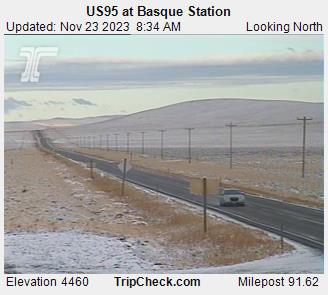 US95 at Basque Station
Updated: Nov 23 2023 8:34 AM Looking North
Elevation 4460 TripCheck.com Milepost 91.62